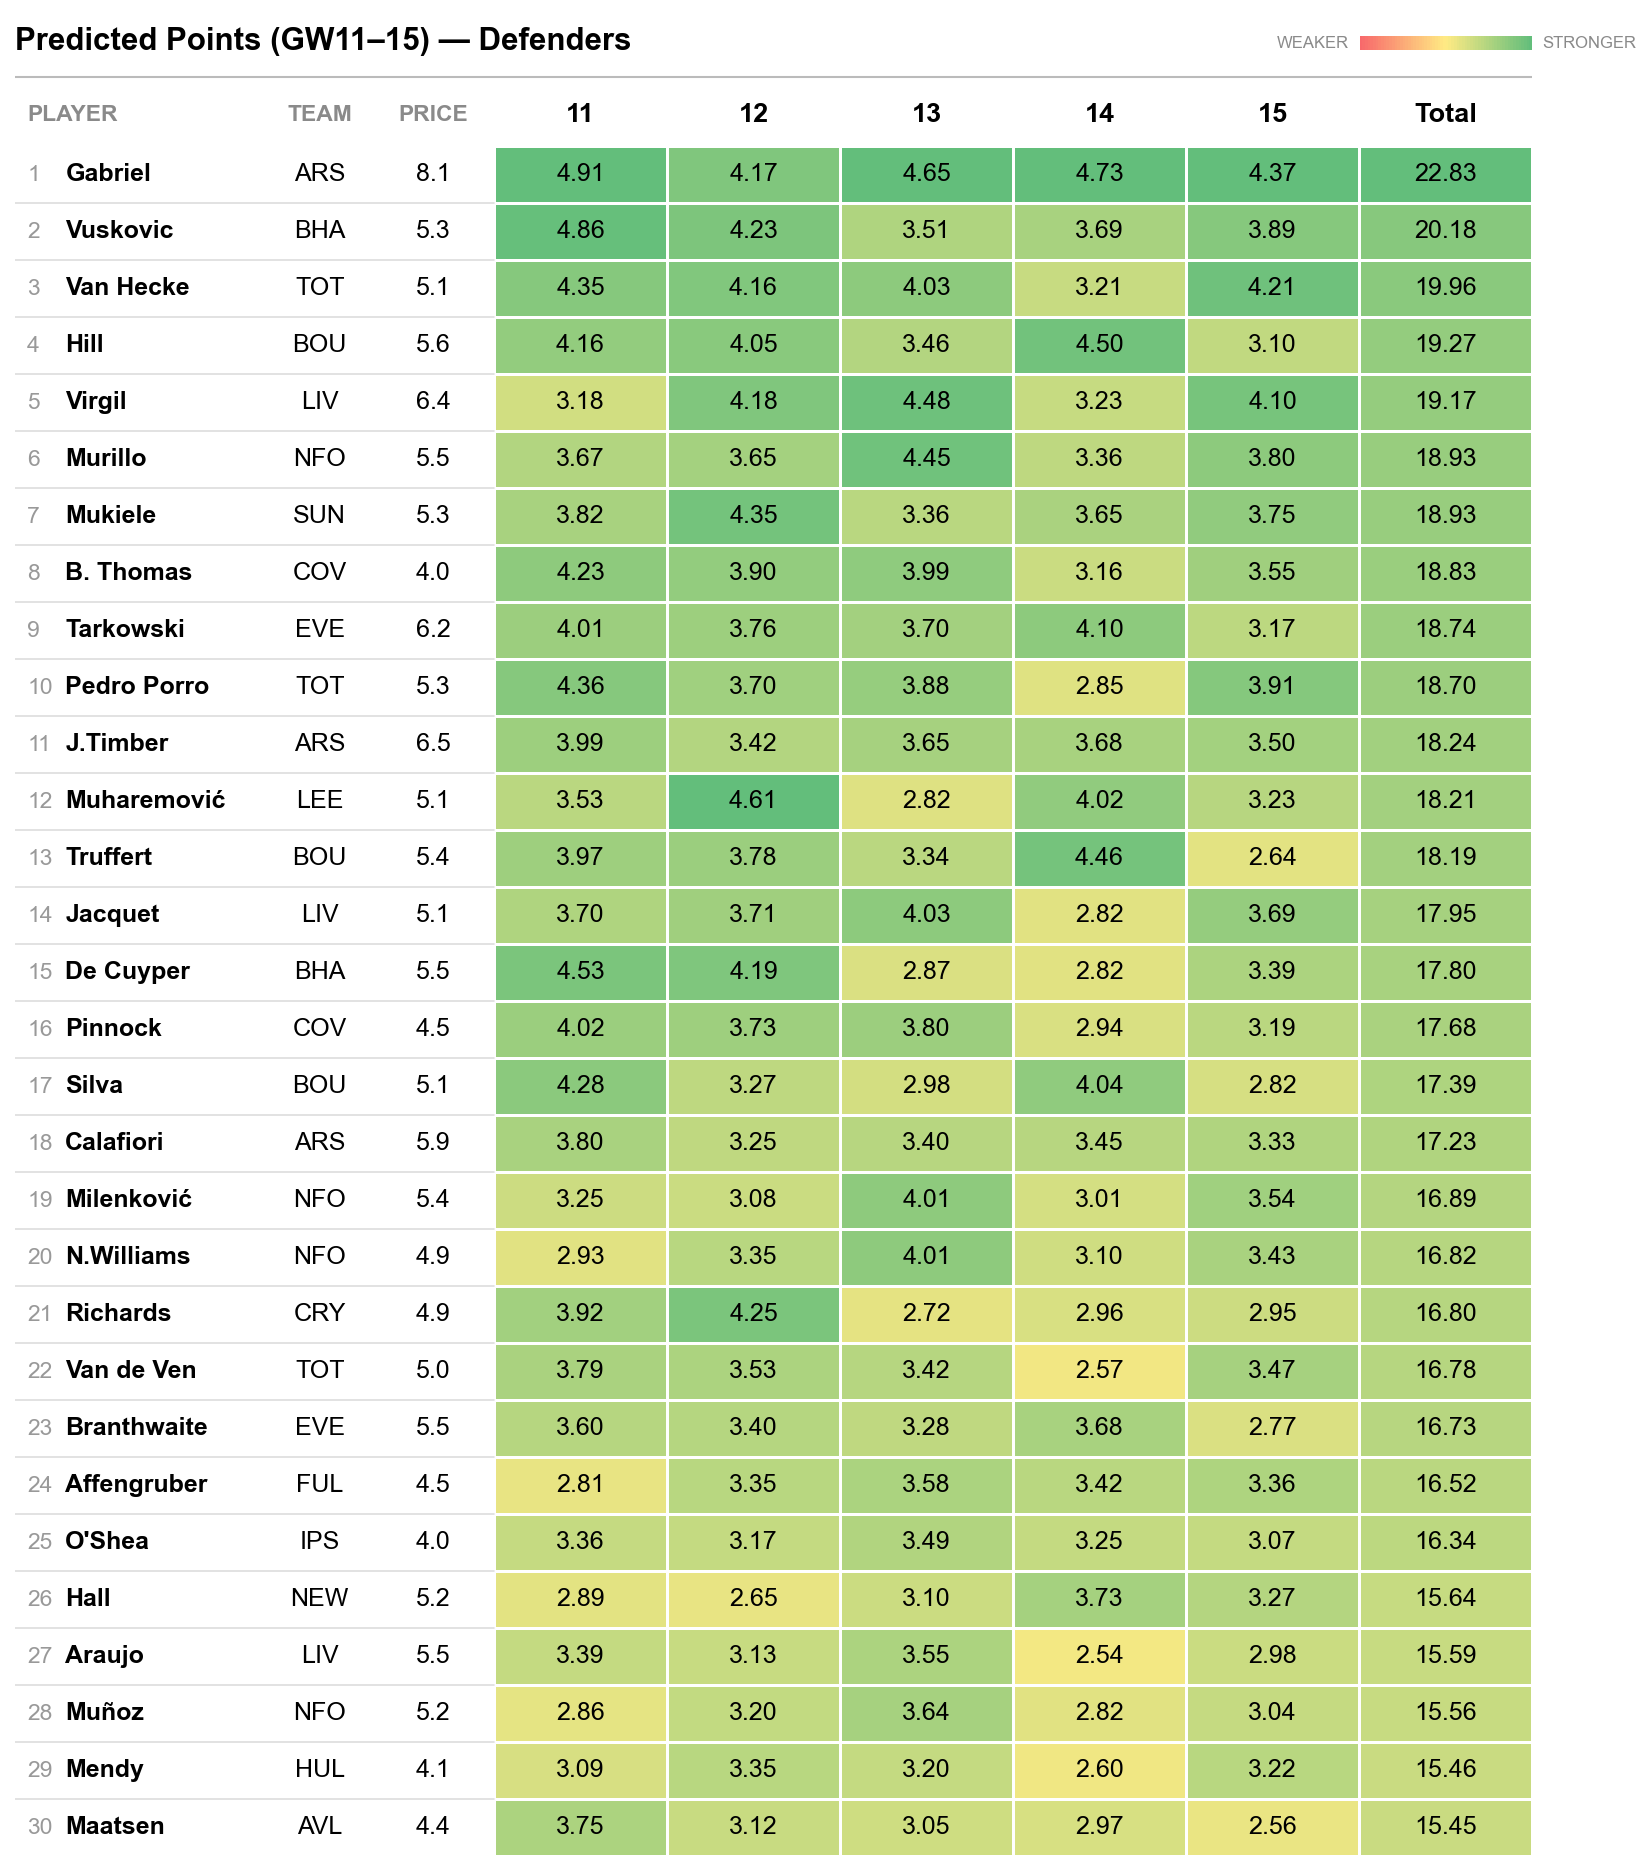 Predicted Points (GW11–15) — Defenders
WEAKER STRONGER
PLAYER TEAM PRICE 11 12 13 14 15 Total
1 Gabriel ARS 8.1 4.91 4.17 4.65 4.73 4.37 22.83
2 Vuskovic BHA 5.3 4.86 4.23 3.51 3.69 3.89 20.18
3 Van Hecke TOT 5.1 4.35 4.16 4.03 3.21 4.21 19.96
4 Hill BOU 5.6 4.16 4.05 3.46 4.50 3.10 19.27
5 Virgil LIV 6.4 3.18 4.18 4.48 3.23 4.10 19.17
6 Murillo NFO 5.5 3.67 3.65 4.45 3.36 3.80 18.93
7 Mukiele SUN 5.3 3.82 4.35 3.36 3.65 3.75 18.93
8 B. Thomas COV 4.0 4.23 3.90 3.99 3.16 3.55 18.83
9 Tarkowski EVE 6.2 4.01 3.76 3.70 4.10 3.17 18.74
10 Pedro Porro TOT 5.3 4.36 3.70 3.88 2.85 3.91 18.70
11 J.Timber ARS 6.5 3.99 3.42 3.65 3.68 3.50 18.24
12 Muharemović LEE 5.1 3.53 4.61 2.82 4.02 3.23 18.21
13 Truffert BOU 5.4 3.97 3.78 3.34 4.46 2.64 18.19
14 Jacquet LIV 5.1 3.70 3.71 4.03 2.82 3.69 17.95
15 De Cuyper BHA 5.5 4.53 4.19 2.87 2.82 3.39 17.80
16 Pinnock COV 4.5 4.02 3.73 3.80 2.94 3.19 17.68
17 Silva BOU 5.1 4.28 3.27 2.98 4.04 2.82 17.39
18 Calafiori ARS 5.9 3.80 3.25 3.40 3.45 3.33 17.23
19 Milenković NFO 5.4 3.25 3.08 4.01 3.01 3.54 16.89
20 N.Williams NFO 4.9 2.93 3.35 4.01 3.10 3.43 16.82
21 Richards CRY 4.9 3.92 4.25 2.72 2.96 2.95 16.80
22 Van de Ven TOT 5.0 3.79 3.53 3.42 2.57 3.47 16.78
23 Branthwaite EVE 5.5 3.60 3.40 3.28 3.68 2.77 16.73
24 Affengruber FUL 4.5 2.81 3.35 3.58 3.42 3.36 16.52
25 O'Shea IPS 4.0 3.36 3.17 3.49 3.25 3.07 16.34
26 Hall NEW 5.2 2.89 2.65 3.10 3.73 3.27 15.64
27 Araujo LIV 5.5 3.39 3.13 3.55 2.54 2.98 15.59
28 Muñoz NFO 5.2 2.86 3.20 3.64 2.82 3.04 15.56
29 Mendy HUL 4.1 3.09 3.35 3.20 2.60 3.22 15.46
30 Maatsen AVL 4.4 3.75 3.12 3.05 2.97 2.56 15.45